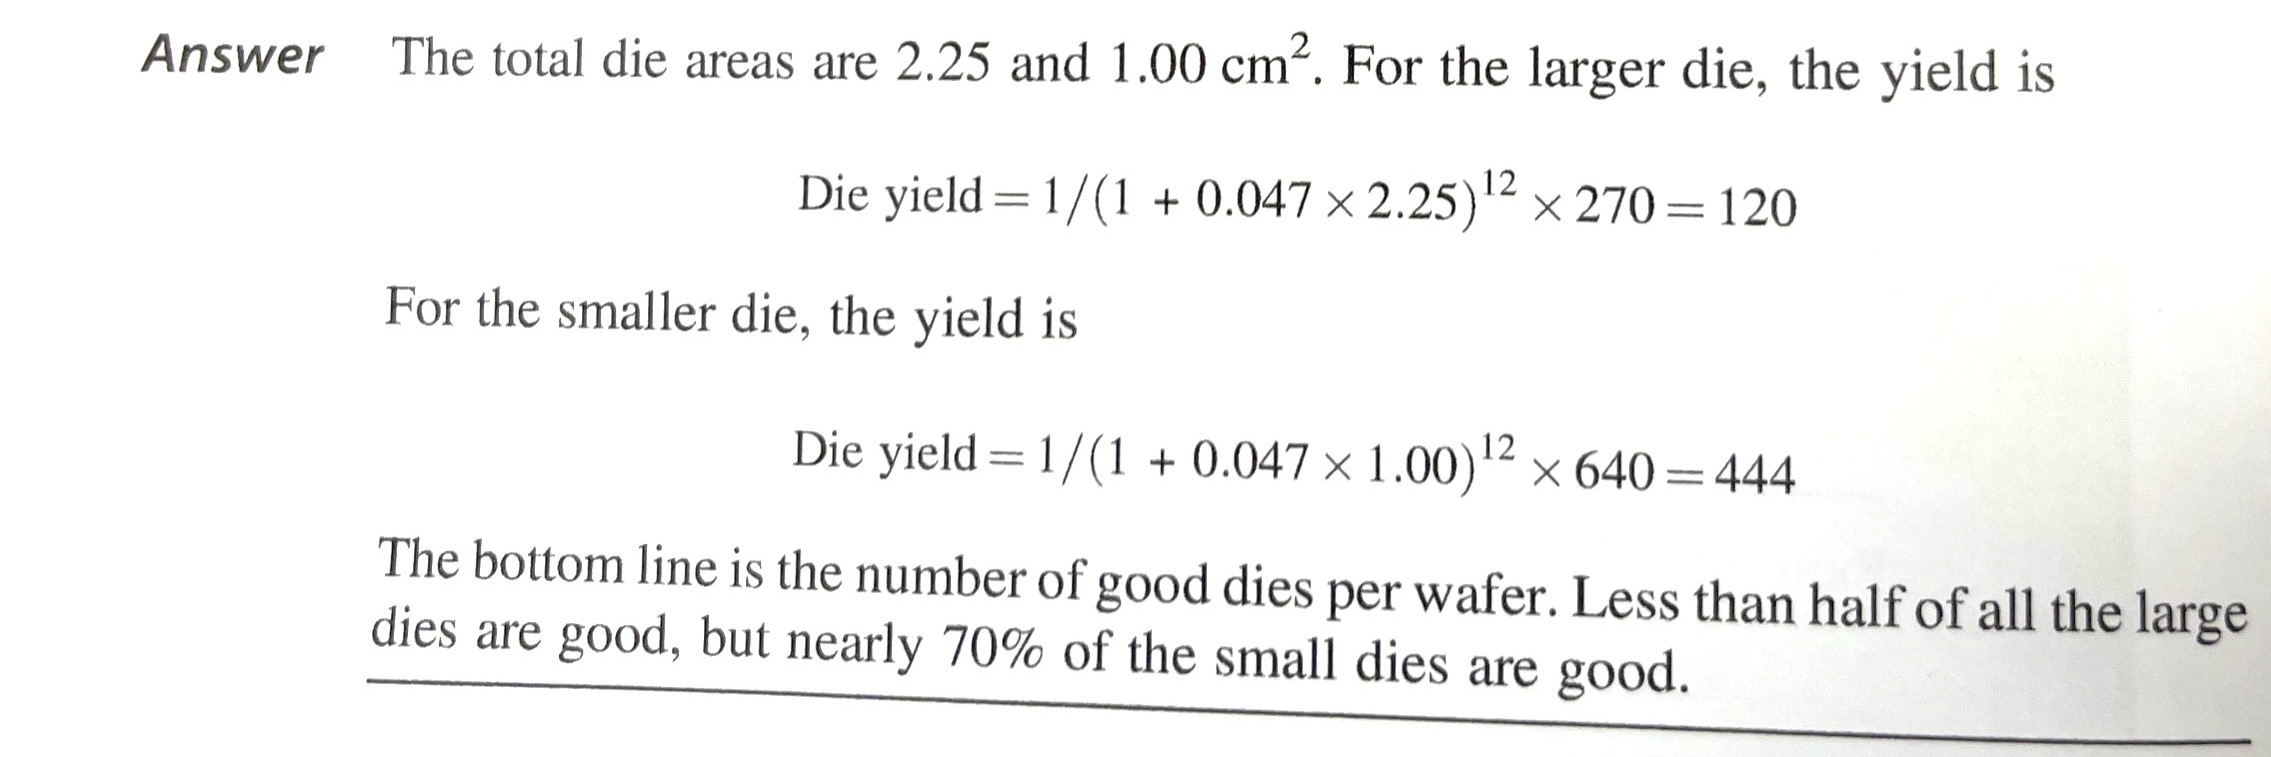 Answer The total die areas are 2.25 and 1.00 cm². For the larger die, the yield is
Die yield = 1/(1 + 0.047 × 2.25)¹² × 270 = 120
For the smaller die, the yield is
Die yield = 1/(1 + 0.047 × 1.00)¹² × 640 = 444
The bottom line is the number of good dies per wafer. Less than half of all the large
dies are good, but nearly 70% of the small dies are good.